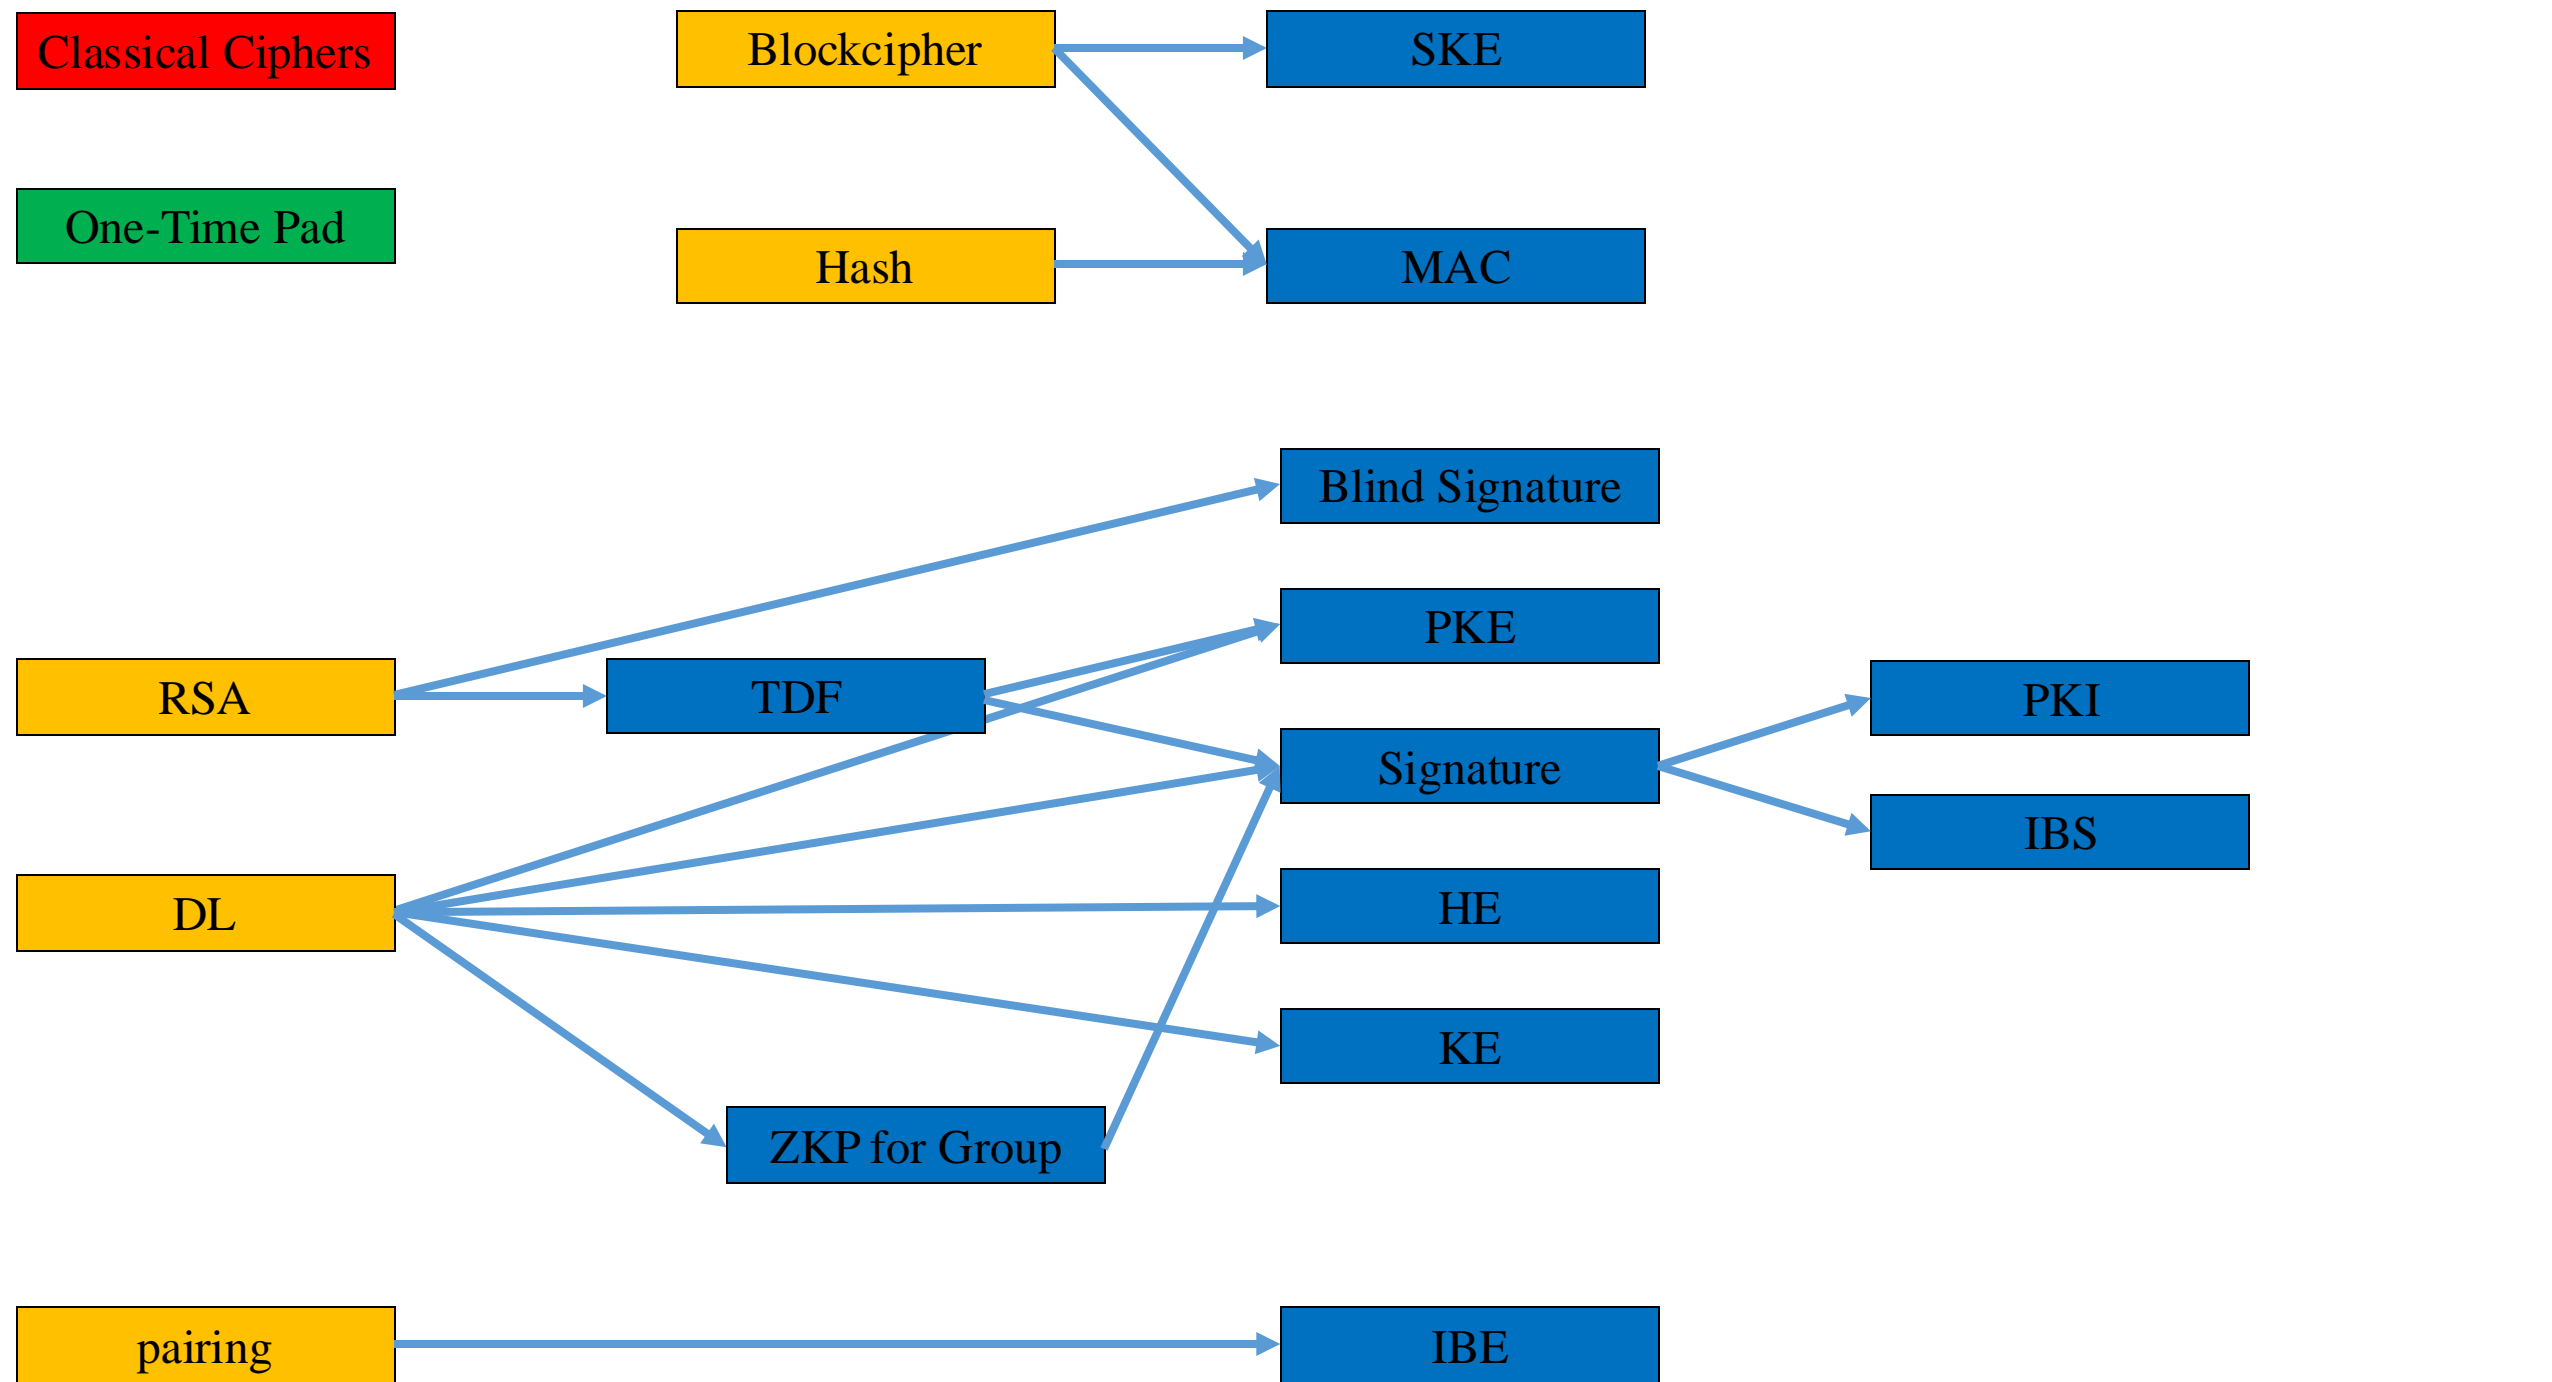 Classical Ciphers
Blockcipher
SKE
One-Time Pad
Hash
MAC
Blind Signature
PKE
RSA
TDF
PKI
Signature
IBS
DL
HE
KE
ZKP for Group
pairing
IBE